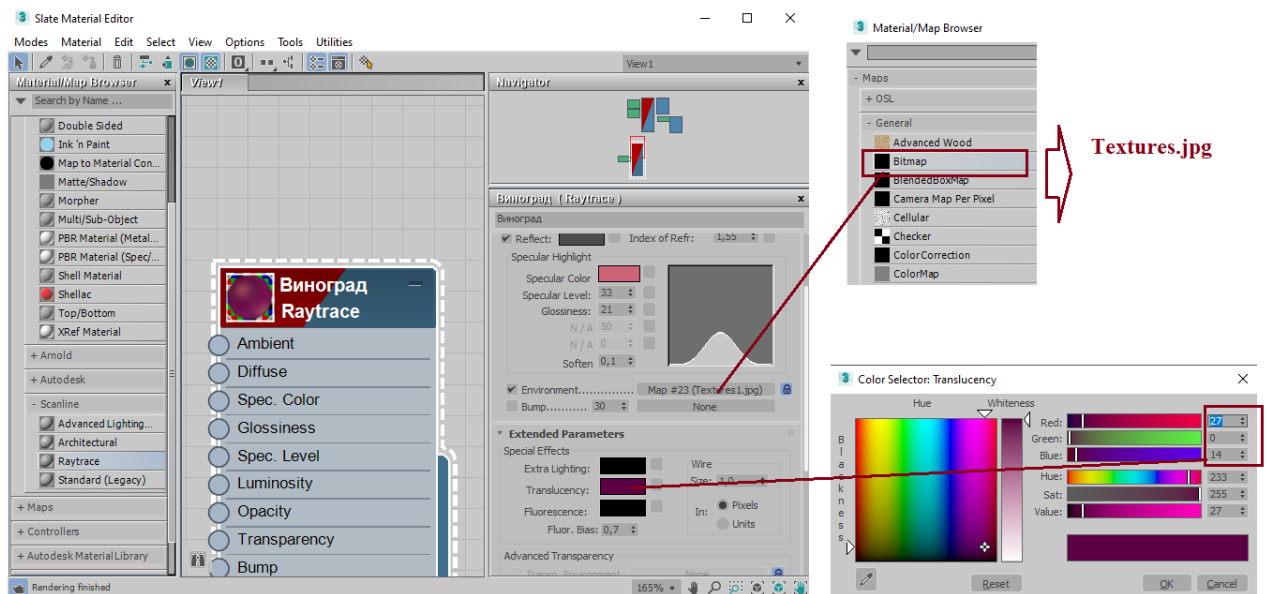 Slate Material Editor
Modes Material Edit Select View Options Tools Utilities
View1
Material/Map Browser x
Search by Name ...
Double Sided
Ink 'n Paint
Map to Material Con...
Matte/Shadow
Morpher
Multi/Sub-Object
PBR Material (Metal...
PBR Material (Spec/...
Shell Material
Shellac
Top/Bottom
XRef Material
+ Arnold
+ Autodesk
- Scanline
Advanced Lighting...
Architectural
Raytrace
Standard (Legacy)
+ Maps
+ Controllers
+ Autodesk Material Library
Rendering finished
View1
Виноград
Raytrace
Ambient
Diffuse
Spec. Color
Glossiness
Spec. Level
Luminosity
Opacity
Transparency
Bump
Navigator x
Виноград ( Raytrace ) x
Виноград
Reflect: Index of Refr: 1,55
Specular Highlight
Specular Color
Specular Level: 33
Glossiness: 21
N / A 50
N / A 0
Soften 0,1
Environment................ Map #23 (Textures1.jpg)
Bump........... 30 None
Extended Parameters
Special Effects
Extra Lighting:
Translucency:
Fluorescence:
Fluor. Bias: 0,7
Wire
Size: 1,0
In: Pixels
Units
Advanced Transparency
Transp. Environment None
165%
Material/Map Browser
- Maps
+ OSL
- General
Advanced Wood
Bitmap
BlendedBoxMap
Camera Map Per Pixel
Cellular
Checker
ColorCorrection
ColorMap
Textures.jpg
Color Selector: Translucency
Hue Whiteness
Blackness
Red: 27
Green: 0
Blue: 14
Hue: 233
Sat: 255
Value: 27
Reset OK Cancel